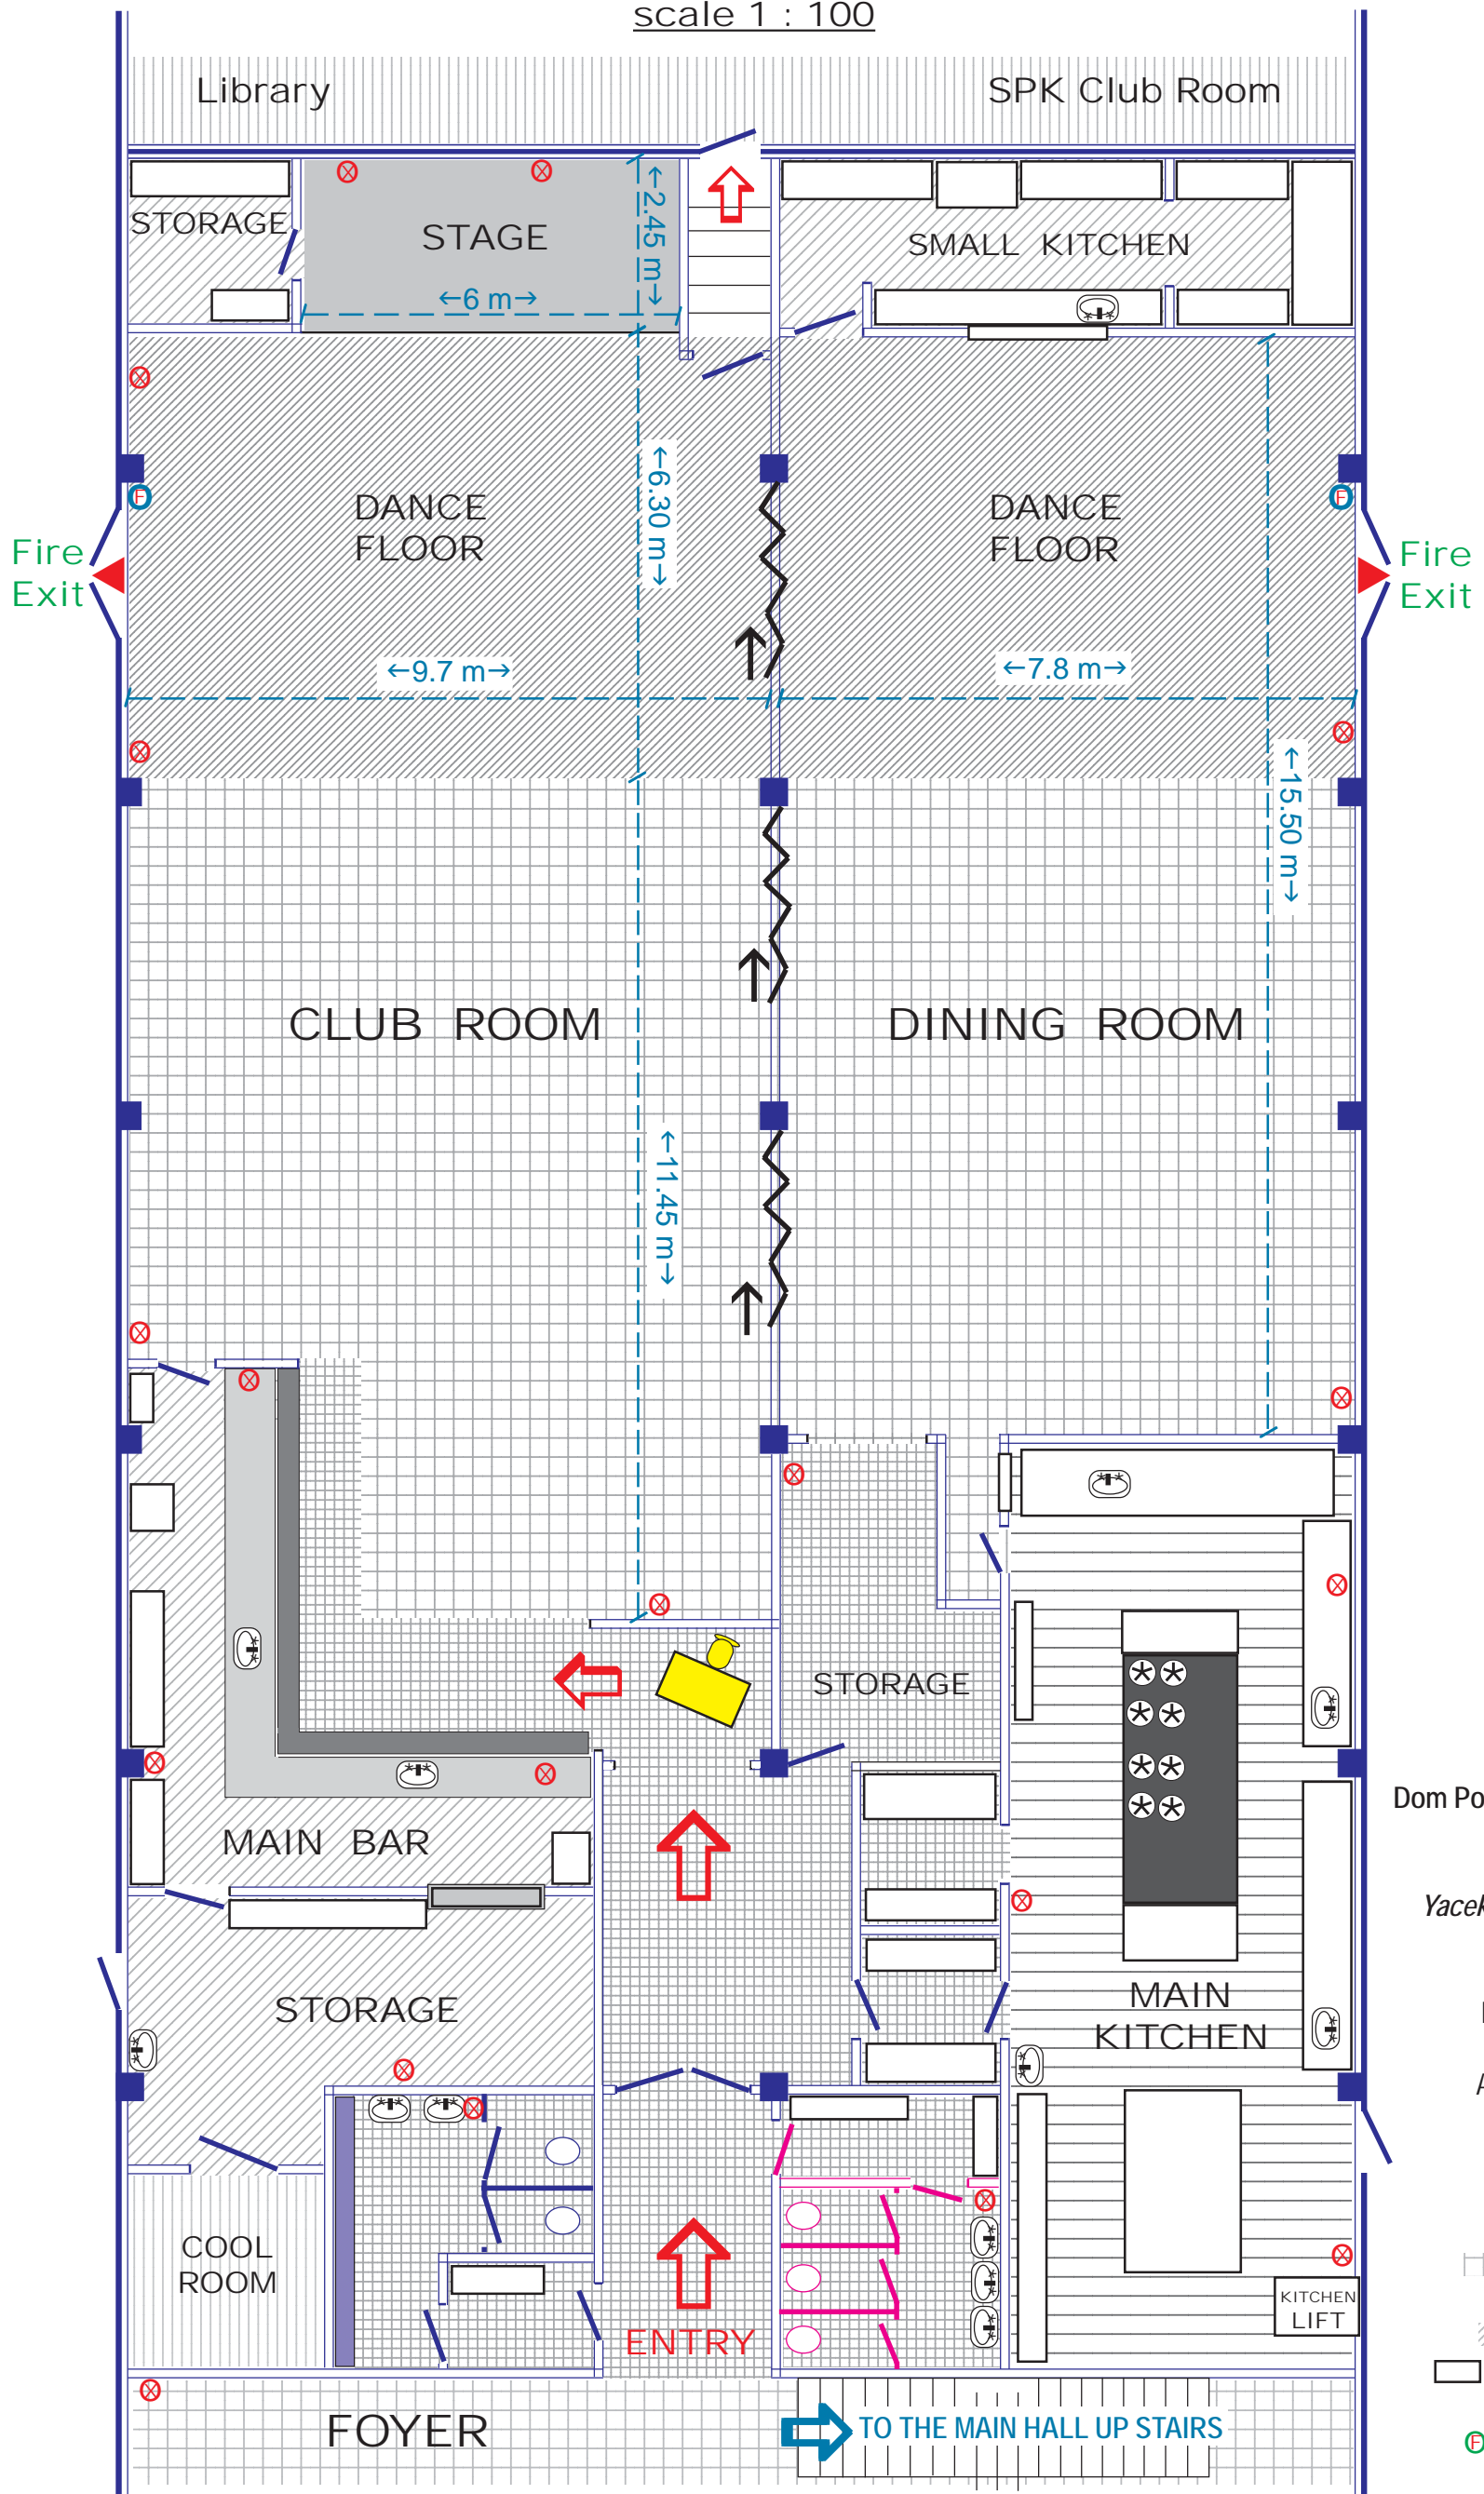 scale 1 : 100
Library
SPK Club Room
STORAGE
STAGE
←2.45 m→
←6 m→
SMALL KITCHEN
DANCE
FLOOR
←6.30 m→
DANCE
FLOOR
F
F
Fire
Exit
Fire
Exit
←9.7 m→
←7.8 m→
←15.50 m→
CLUB ROOM
DINING ROOM
←11.45 m→
STORAGE
MAIN BAR
Dom Po
Yacek
STORAGE
MAIN
KITCHEN
COOL
ROOM
KITCHEN
LIFT
ENTRY
FOYER
TO THE MAIN HALL UP STAIRS
F